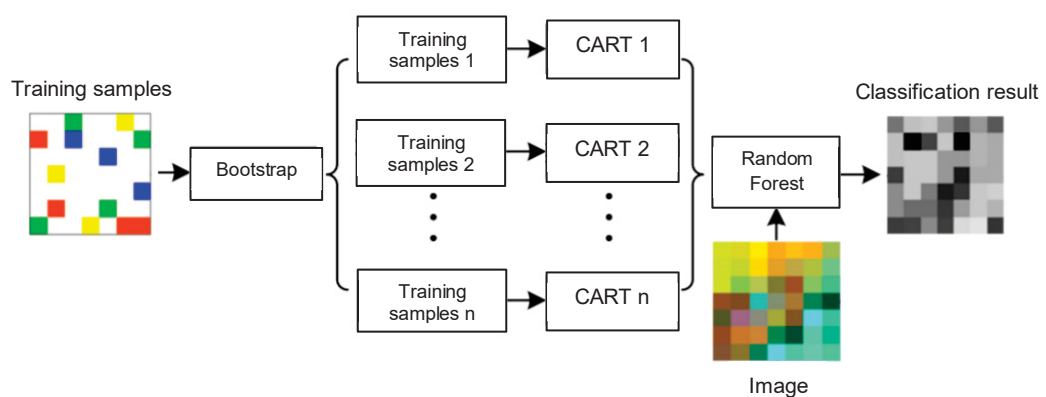 Training samples
Bootstrap
Training
samples 1
CART 1
Training
samples 2
CART 2
Training
samples n
CART n
Random
Forest
Image
Classification result